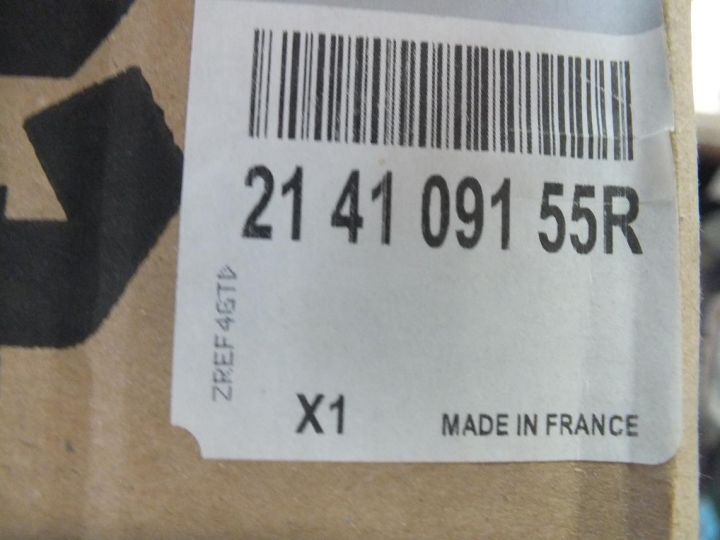 21 41 091 55R
ZREF4GTD
X1
MADE IN FRANCE